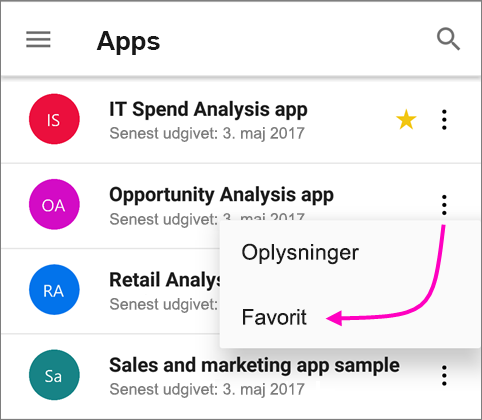 Apps
IS
IT Spend Analysis app
Senest udgivet: 3. maj 2017
OA
Opportunity Analysis app
Senest udgivet: 3. maj 2017
Oplysninger
RA
Retail Analys
Senest udgivet:
Favorit
Sa
Sales and marketing app sample
Senest udgivet: 3. maj 2017